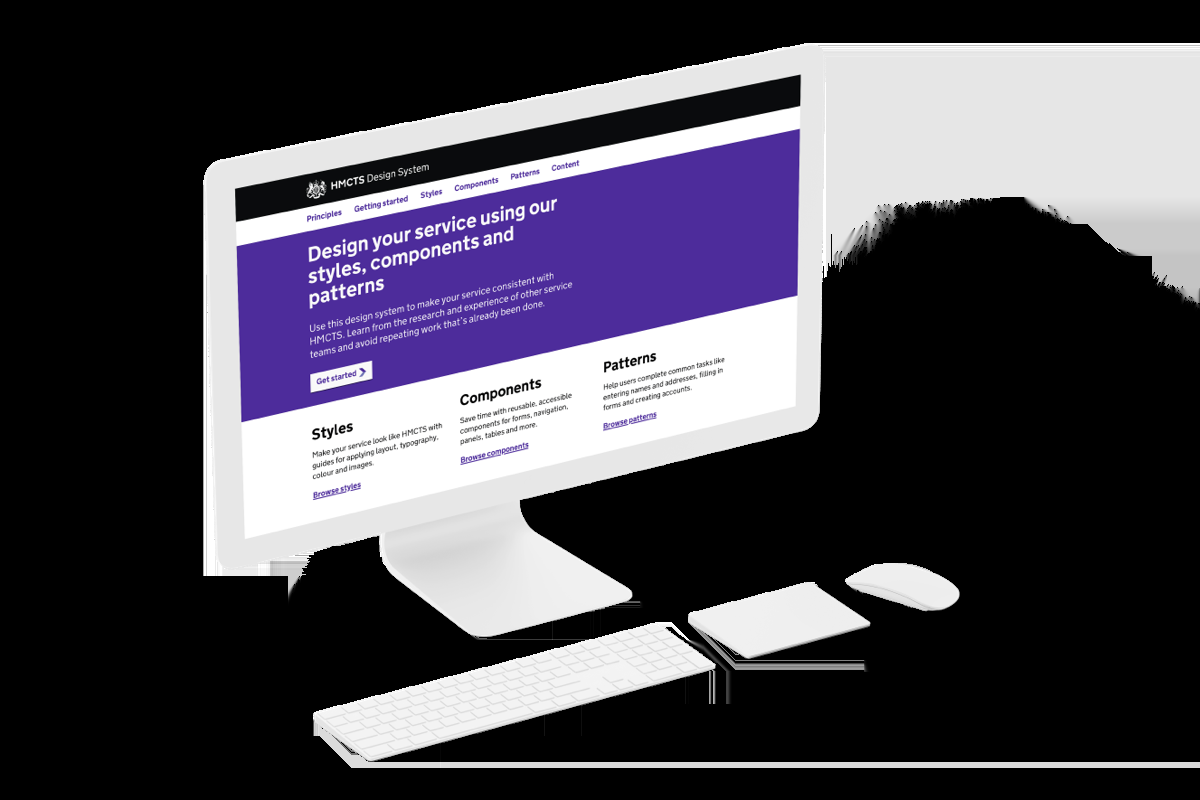 HMCTS Design System
Principles Getting started Styles Components Patterns Content
Design your service using our
styles, components and
patterns
Use this design system to make your service consistent with
HMCTS. Learn from the research and experience of other service
teams and avoid repeating work that's already been done.
Get started
Styles
Make your service look like HMCTS with
guides for applying layout, typography,
colour and images.
Browse styles
Components
Save time with reusable, accessible
components for forms, navigation,
panels, tables and more.
Browse components
Patterns
Help users complete common tasks like
entering names and addresses, filling in
forms and creating accounts.
Browse patterns